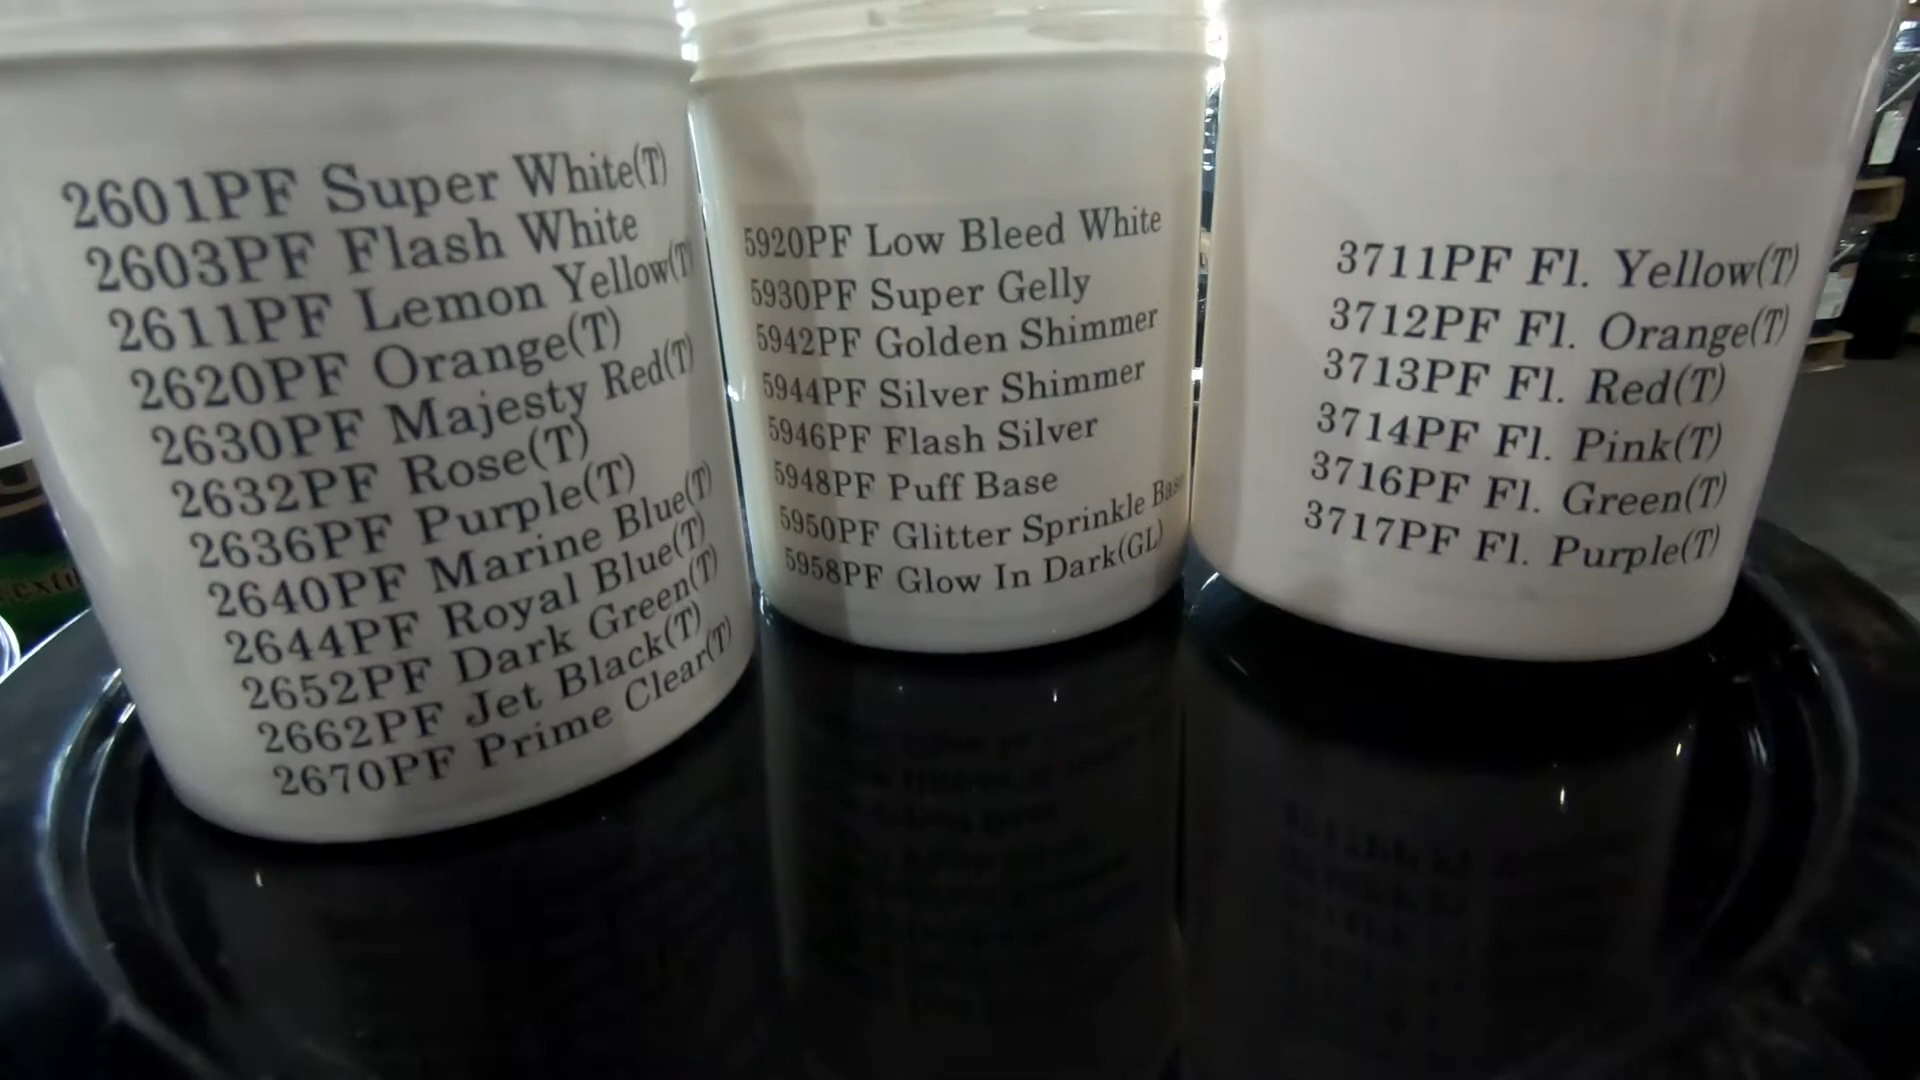 2601PF Super White(T)
2603PF Flash White
2611PF Lemon Yellow(T)
2620PF Orange(T)
2630PF Majesty Red(T)
2632PF Rose(T)
2636PF Purple(T)
2640PF Marine Blue(T)
2644PF Royal Blue(T)
2652PF Dark Green(T)
2662PF Jet Black(T)
2670PF Prime Clear(T)
5920PF Low Bleed White
5930PF Super Gelly
5942PF Golden Shimmer
5944PF Silver Shimmer
5946PF Flash Silver
5948PF Puff Base
5950PF Glitter Sprinkle Base
5958PF Glow In Dark(GL)
3711PF Fl. Yellow(T)
3712PF Fl. Orange(T)
3713PF Fl. Red(T)
3714PF Fl. Pink(T)
3716PF Fl. Green(T)
3717PF Fl. Purple(T)